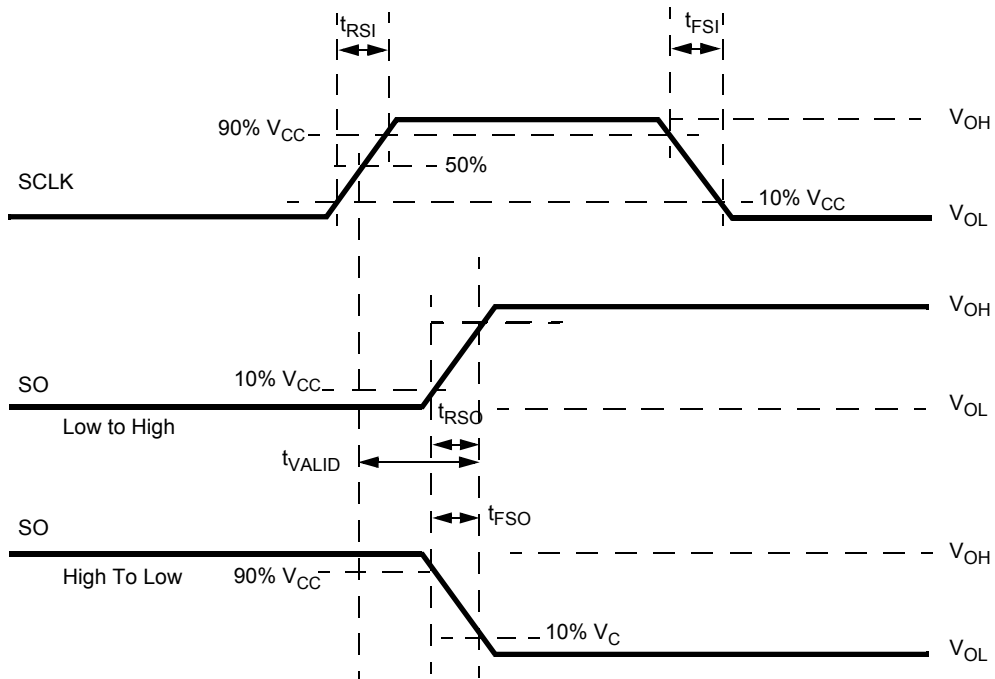 tRSI
tFSI
90% VCC
VOH
50%
SCLK
10% VCC
VOL
VOH
10% VCC
SO
tRSO
VOL
Low to High
tVALID
tFSO
SO
VOH
High To Low
90% VCC
10% VC
VOL